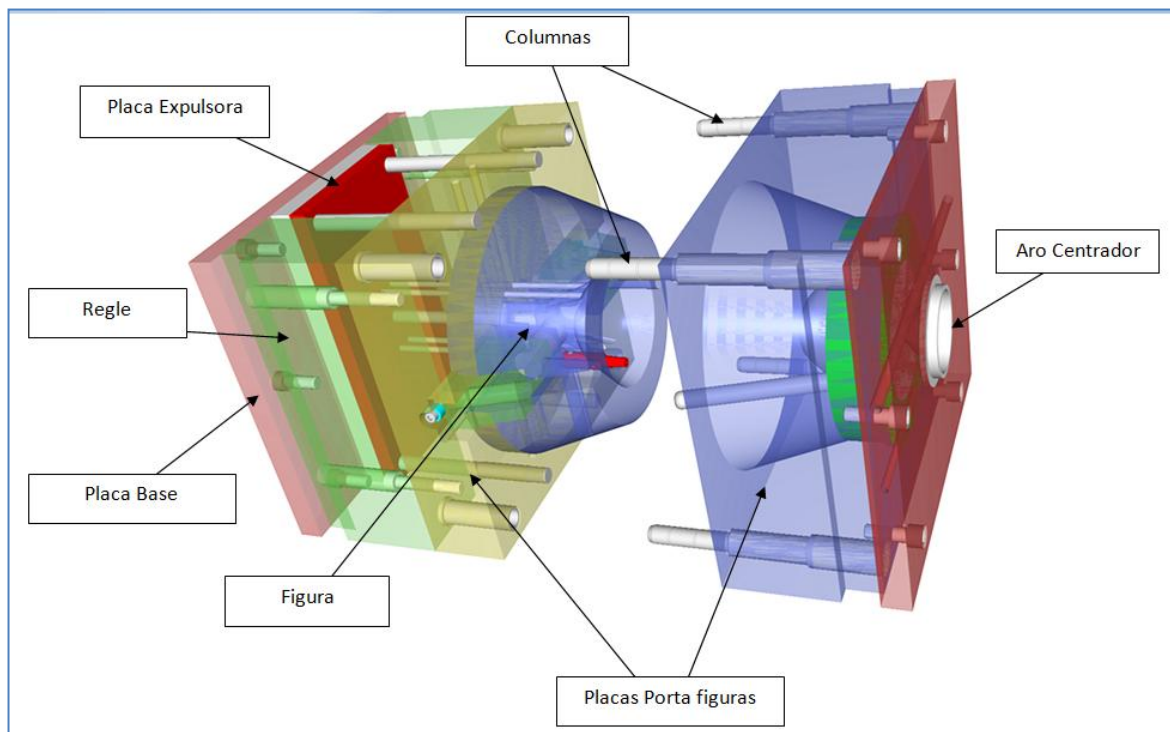 Columnas
Placa Expulsora
Aro Centrador
Regle
Placa Base
Figura
Placas Porta figuras